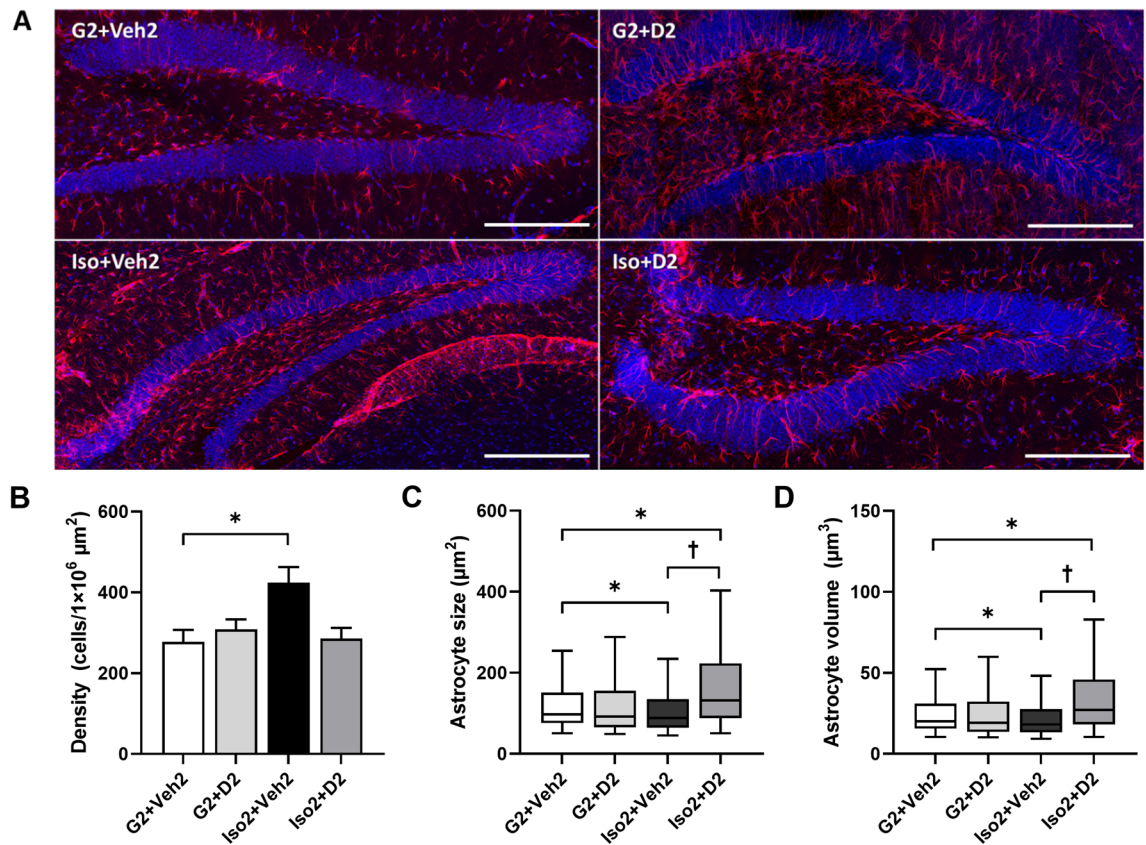 A
G2+Veh2
G2+D2
Iso+Veh2
Iso+D2
B
Density (cells/1×10⁶ µm²)
600
400
200
0
*
G2+Veh2
G2+D2
Iso2+Veh2
Iso2+D2
C
Astrocyte size (µm²)
600
400
200
0
*
†
*
G2+Veh2
G2+D2
Iso2+Veh2
Iso2+D2
D
Astrocyte volume (µm³)
150
100
50
0
*
†
*
G2+Veh2
G2+D2
Iso2+Veh2
Iso2+D2